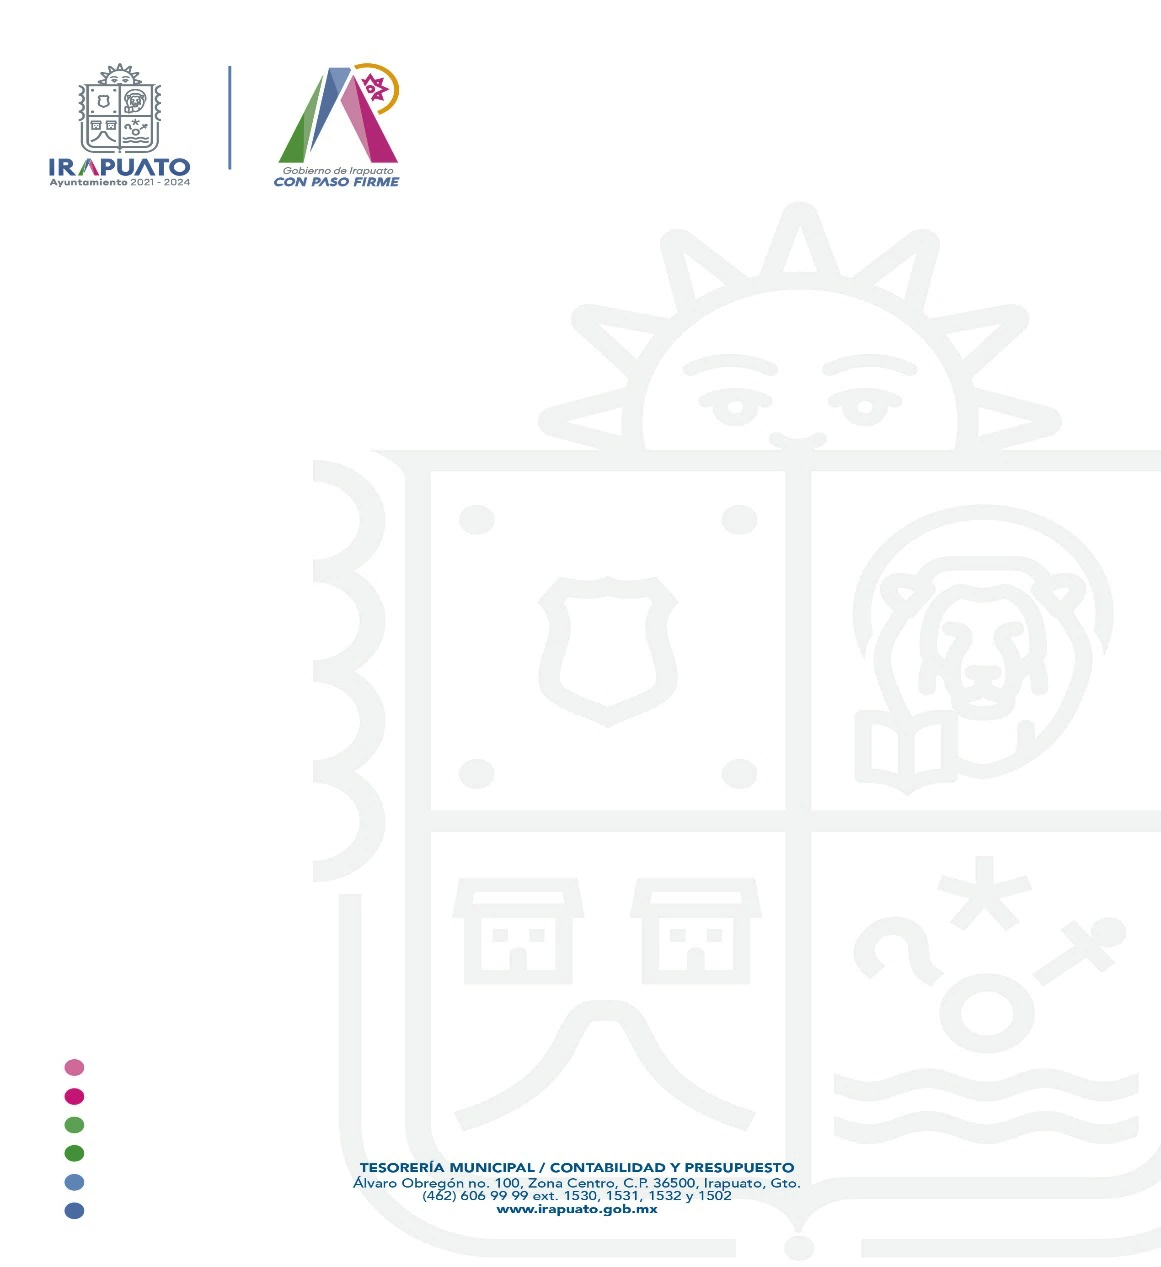 IRAPUATO
Ayuntamiento 2021 - 2024
Gobierno de Irapuato
CON PASO FIRME
TESORERÍA MUNICIPAL / CONTABILIDAD Y PRESUPUESTO
Álvaro Obregón no. 100, Zona Centro, C.P. 36500, Irapuato, Gto.
(462) 606 99 99 ext. 1530, 1531, 1532 y 1502
www.irapuato.gob.mx